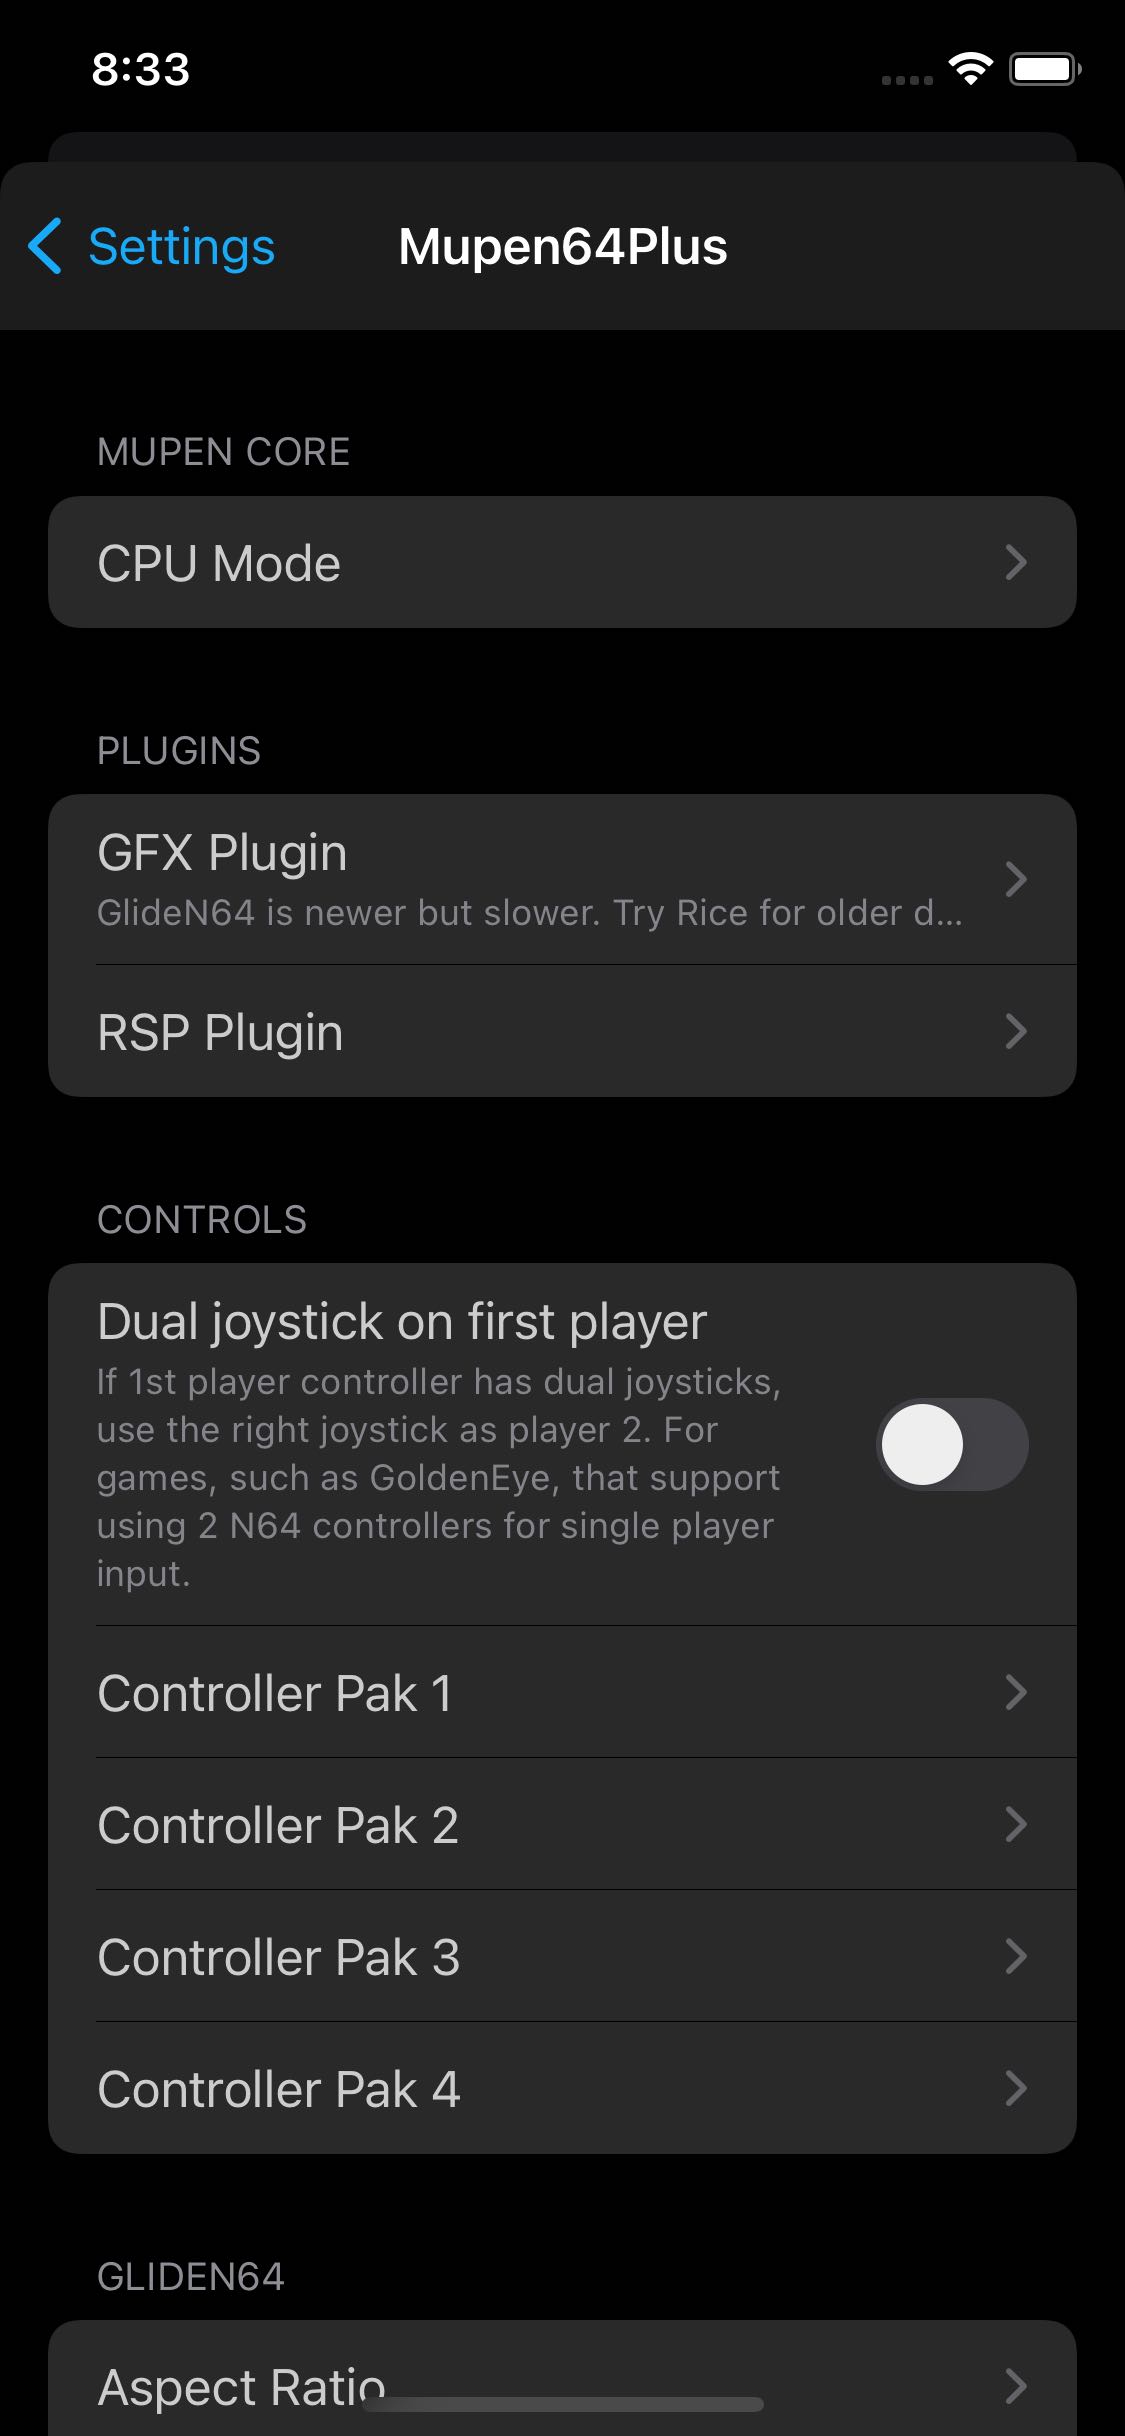 8:33
Settings
Mupen64Plus
MUPEN CORE
CPU Mode
PLUGINS
GFX Plugin
GlideN64 is newer but slower. Try Rice for older d...
RSP Plugin
CONTROLS
Dual joystick on first player
If 1st player controller has dual joysticks,
use the right joystick as player 2. For
games, such as GoldenEye, that support
using 2 N64 controllers for single player
input.
Controller Pak 1
Controller Pak 2
Controller Pak 3
Controller Pak 4
GLIDEN64
Aspect Ratio